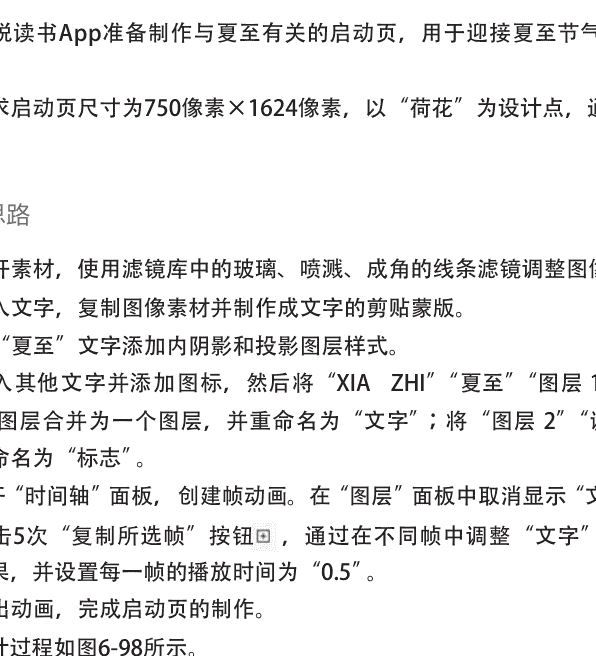 悦读书App准备制作与夏至有关的启动页，用于迎接夏至节气
求启动页尺寸为750像素×1624像素，以“荷花”为设计点，通
思路
开素材，使用滤镜库中的玻璃、喷溅、成角的线条滤镜调整图像
入文字，复制图像素材并制作成文字的剪贴蒙版。
“夏至”文字添加内阴影和投影图层样式。
入其他文字并添加图标，然后将“XIA ZHI”“夏至”“图层 1
图层合并为一个图层，并重命名为“文字”；将“图层 2”“
命名为“标志”。
“时间轴”面板，创建帧动画。在“图层”面板中取消显示“文
击5次“复制所选帧”按钮，通过在不同帧中调整“文字”
果，并设置每一帧的播放时间为“0.5”。
出动画，完成启动页的制作。
计过程如图6-98所示。